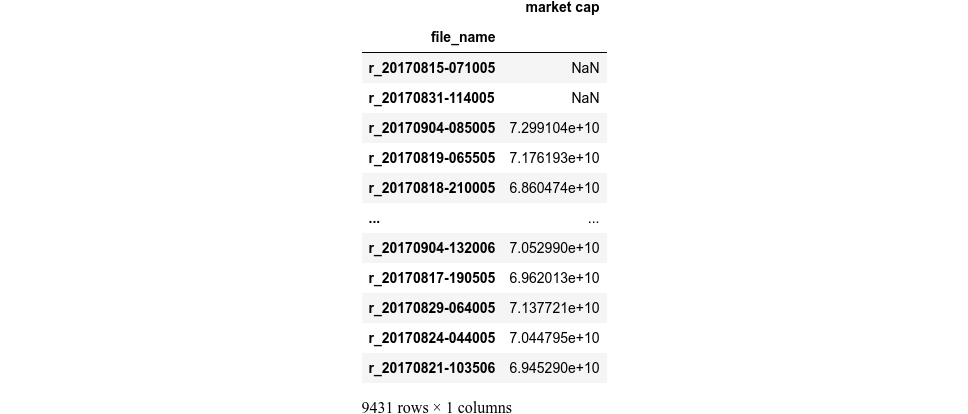 market cap
file_name
r_20170815-071005 NaN
r_20170831-114005 NaN
r_20170904-085005 7.299104e+10
r_20170819-065505 7.176193e+10
r_20170818-210005 6.860474e+10
... ...
r_20170904-132006 7.052990e+10
r_20170817-190505 6.962013e+10
r_20170829-064005 7.137721e+10
r_20170824-044005 7.044795e+10
r_20170821-103506 6.945290e+10
9431 rows × 1 columns